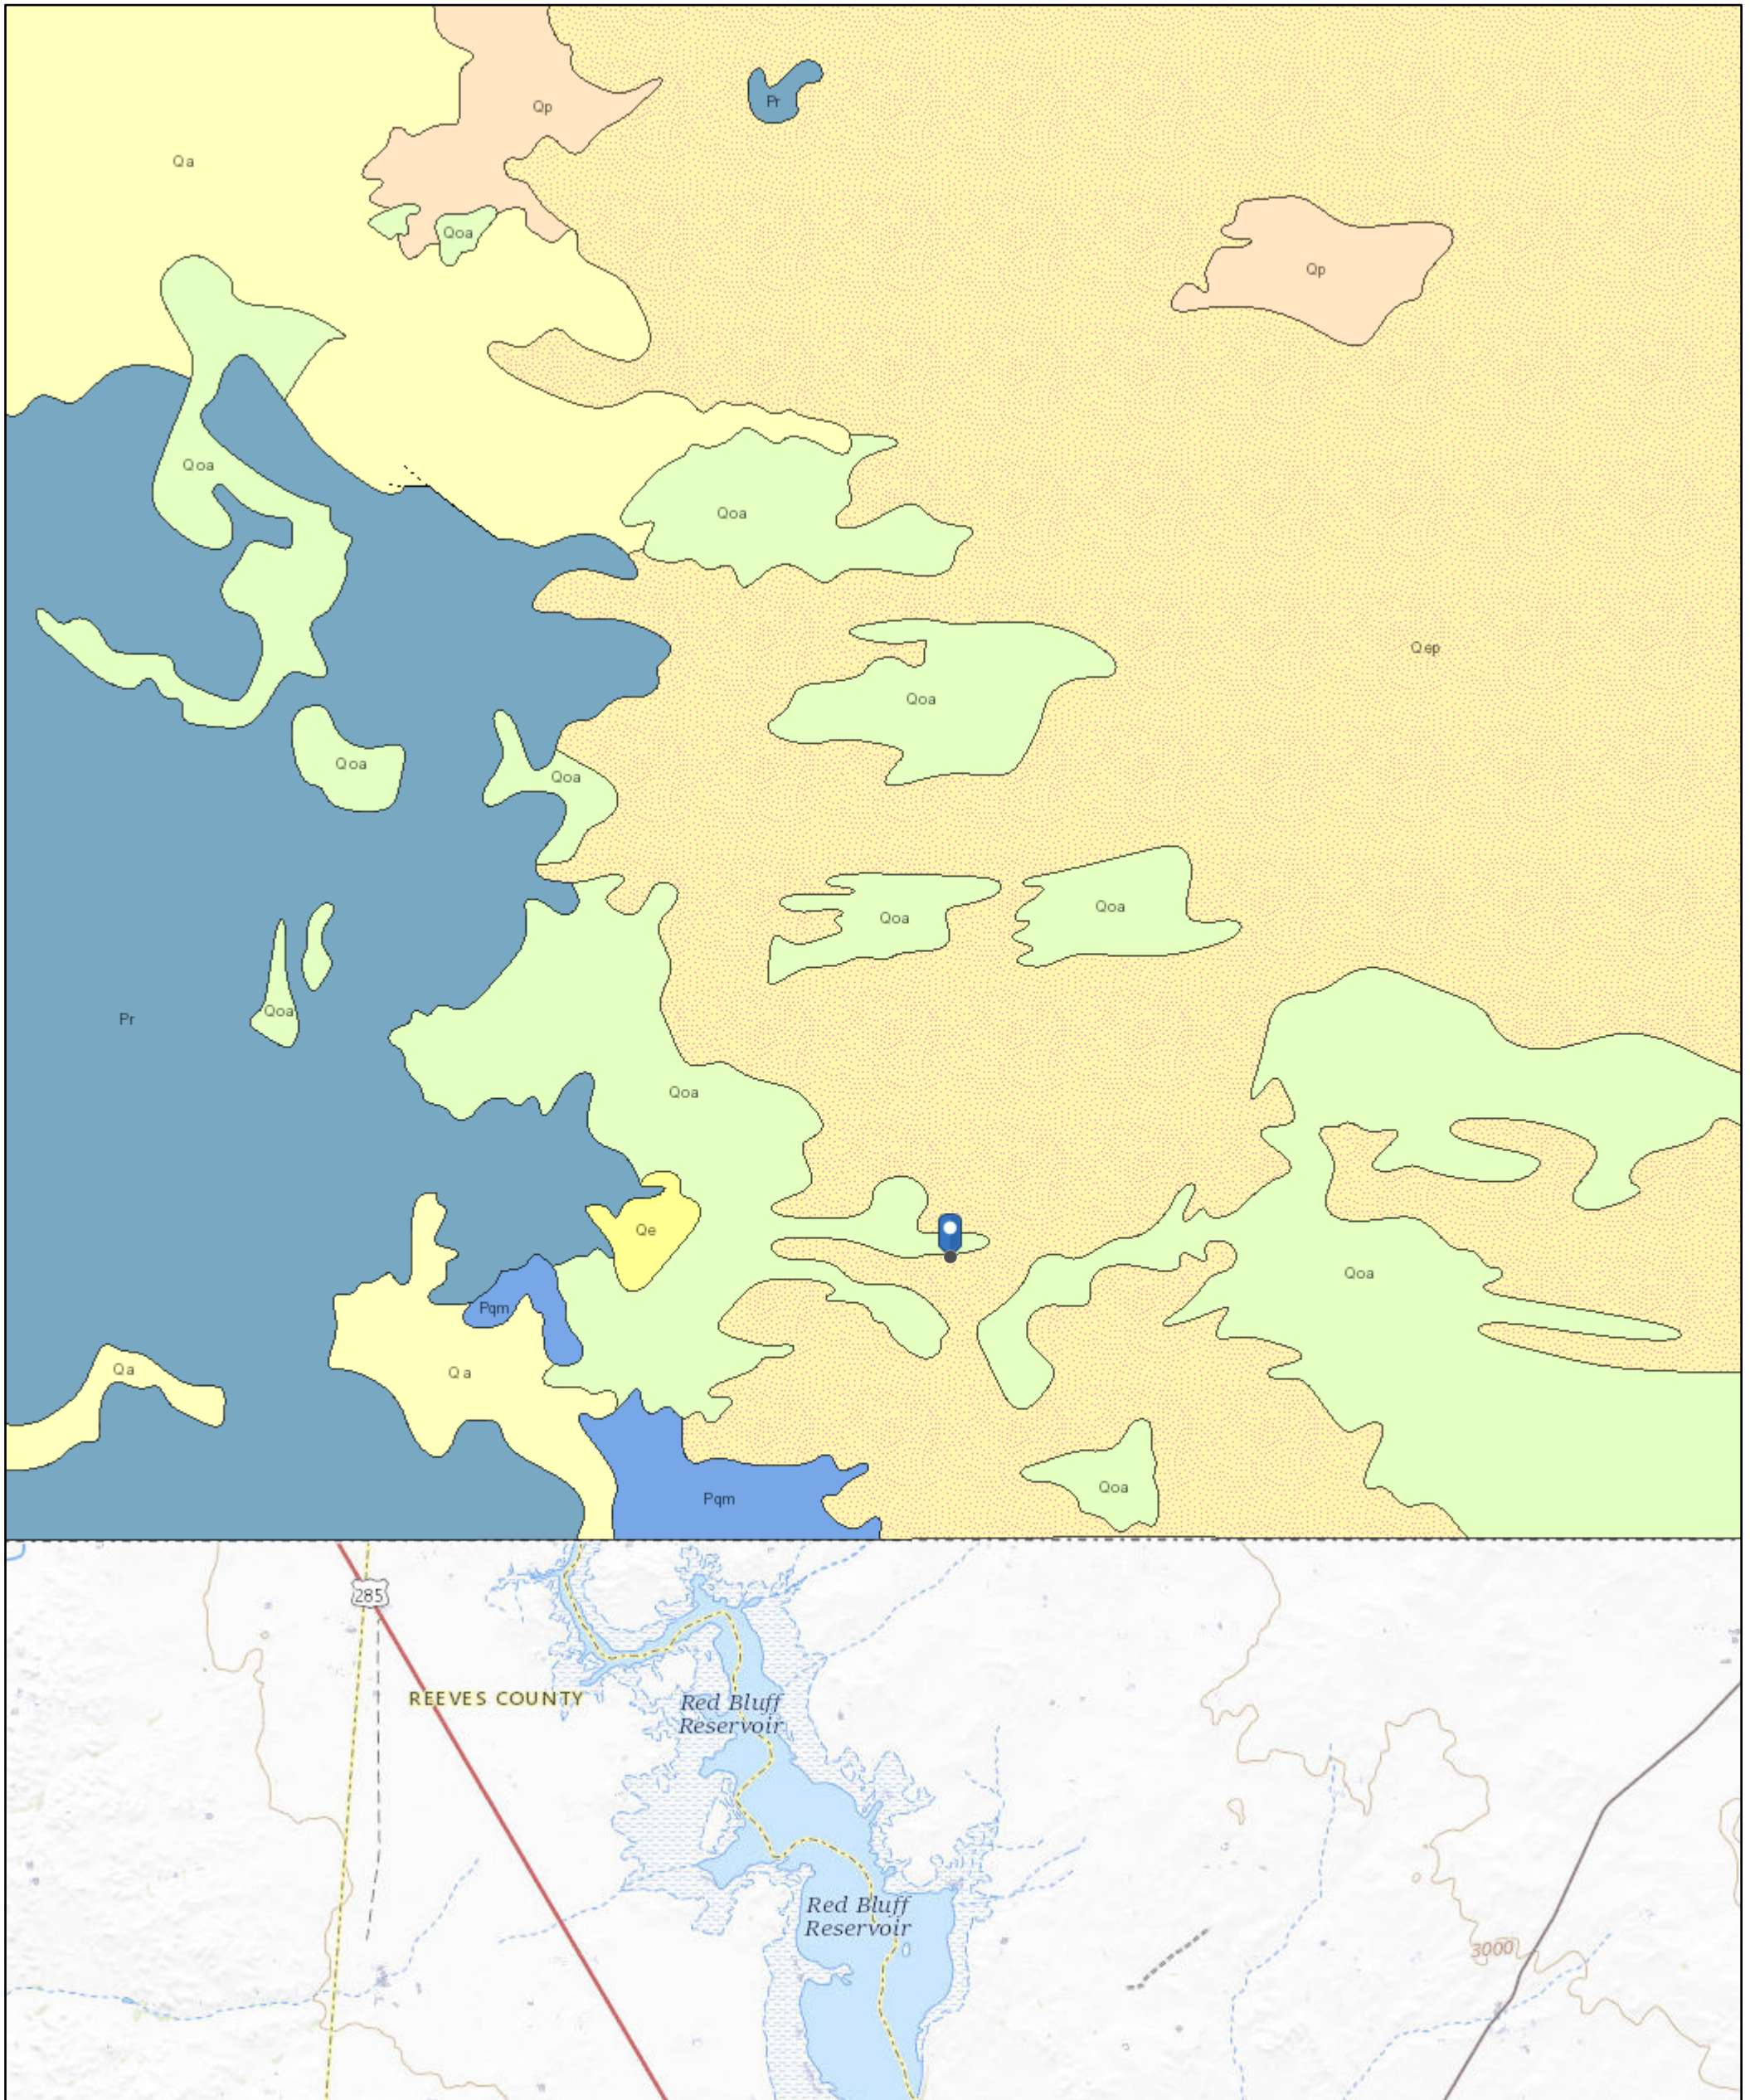 Pr
Qp
Qa
Qoa
Qp
Qoa
Qoa
Qep
Qoa
Qoa
Qoa
Qoa
Qoa
Qoa
Pr
Qoa
Qe
Qoa
Pqm
Qa
Qa
Qoa
Pqm
285
REEVES COUNTY
Red Bluff
Reservoir
Red Bluff
Reservoir
3000